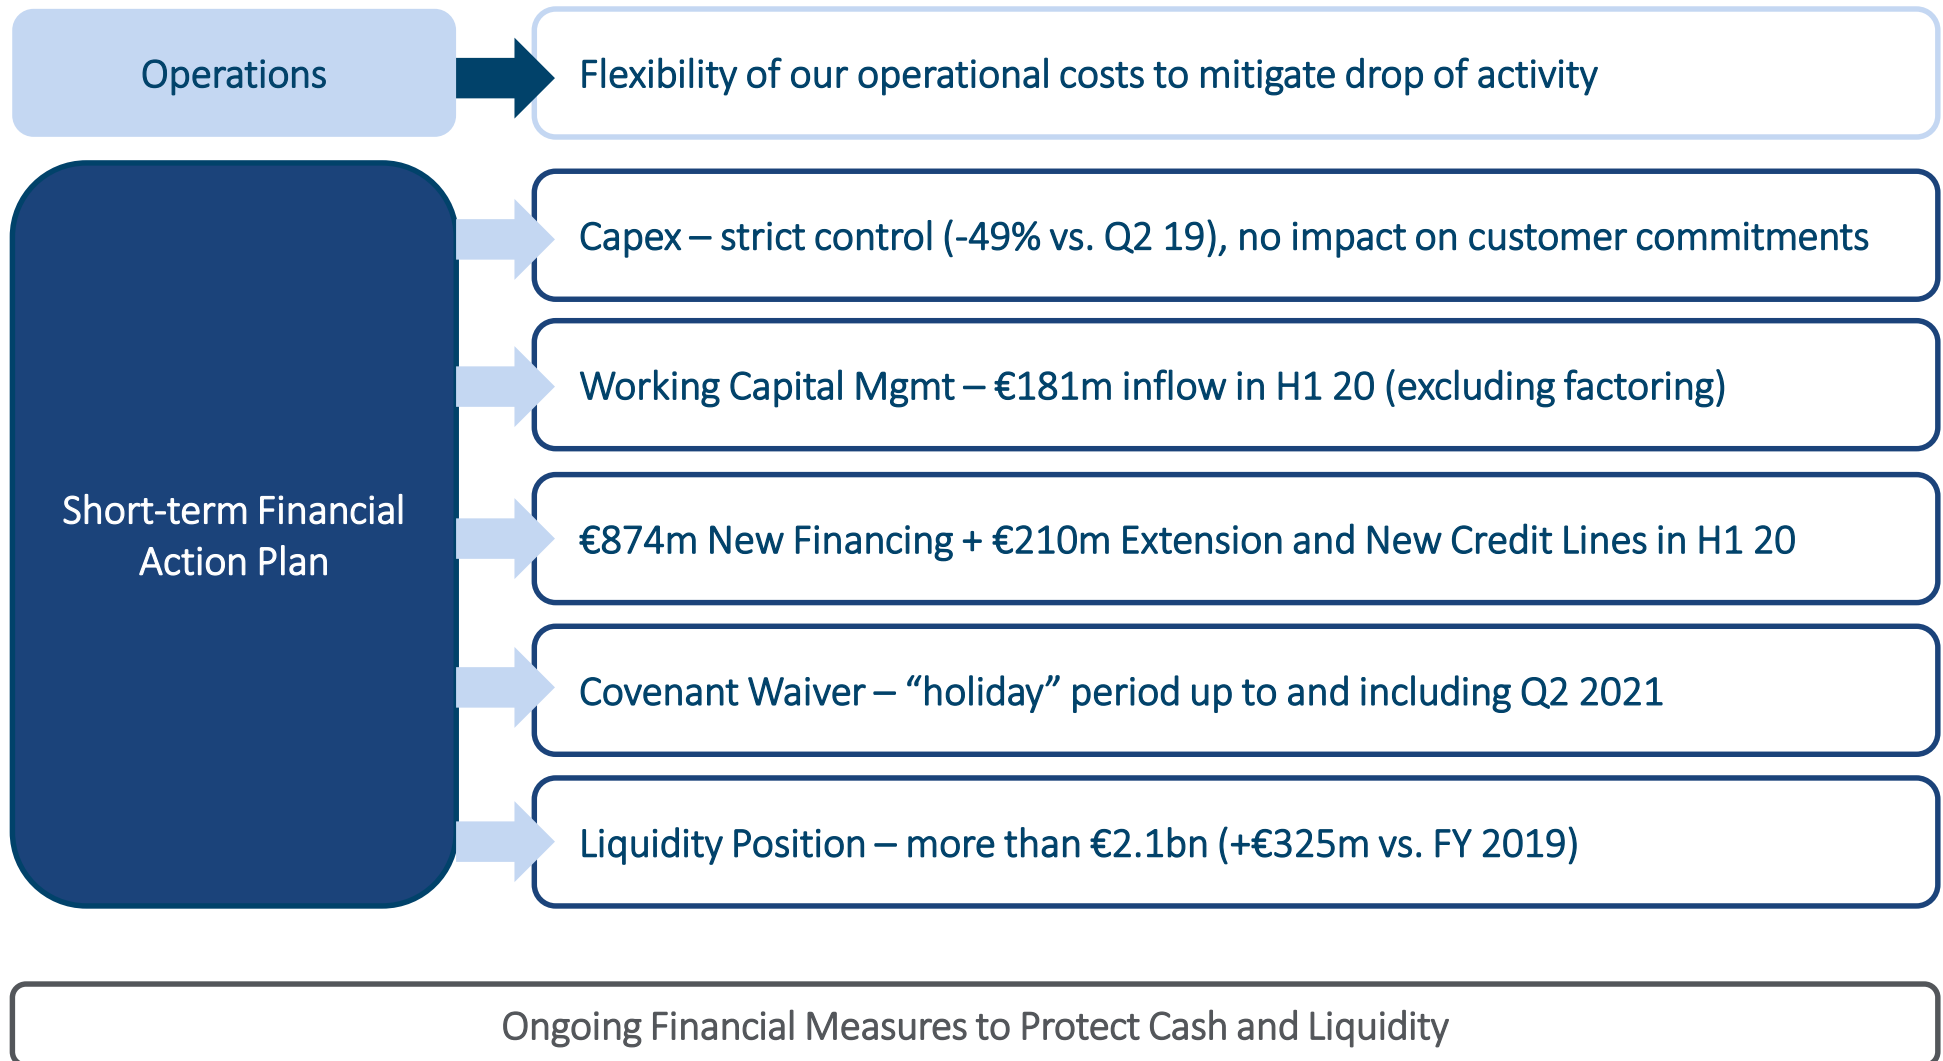 Operations
Flexibility of our operational costs to mitigate drop of activity
Short-term Financial
Action Plan
Capex – strict control (-49% vs. Q2 19), no impact on customer commitments
Working Capital Mgmt – €181m inflow in H1 20 (excluding factoring)
€874m New Financing + €210m Extension and New Credit Lines in H1 20
Covenant Waiver – “holiday” period up to and including Q2 2021
Liquidity Position – more than €2.1bn (+€325m vs. FY 2019)
Ongoing Financial Measures to Protect Cash and Liquidity